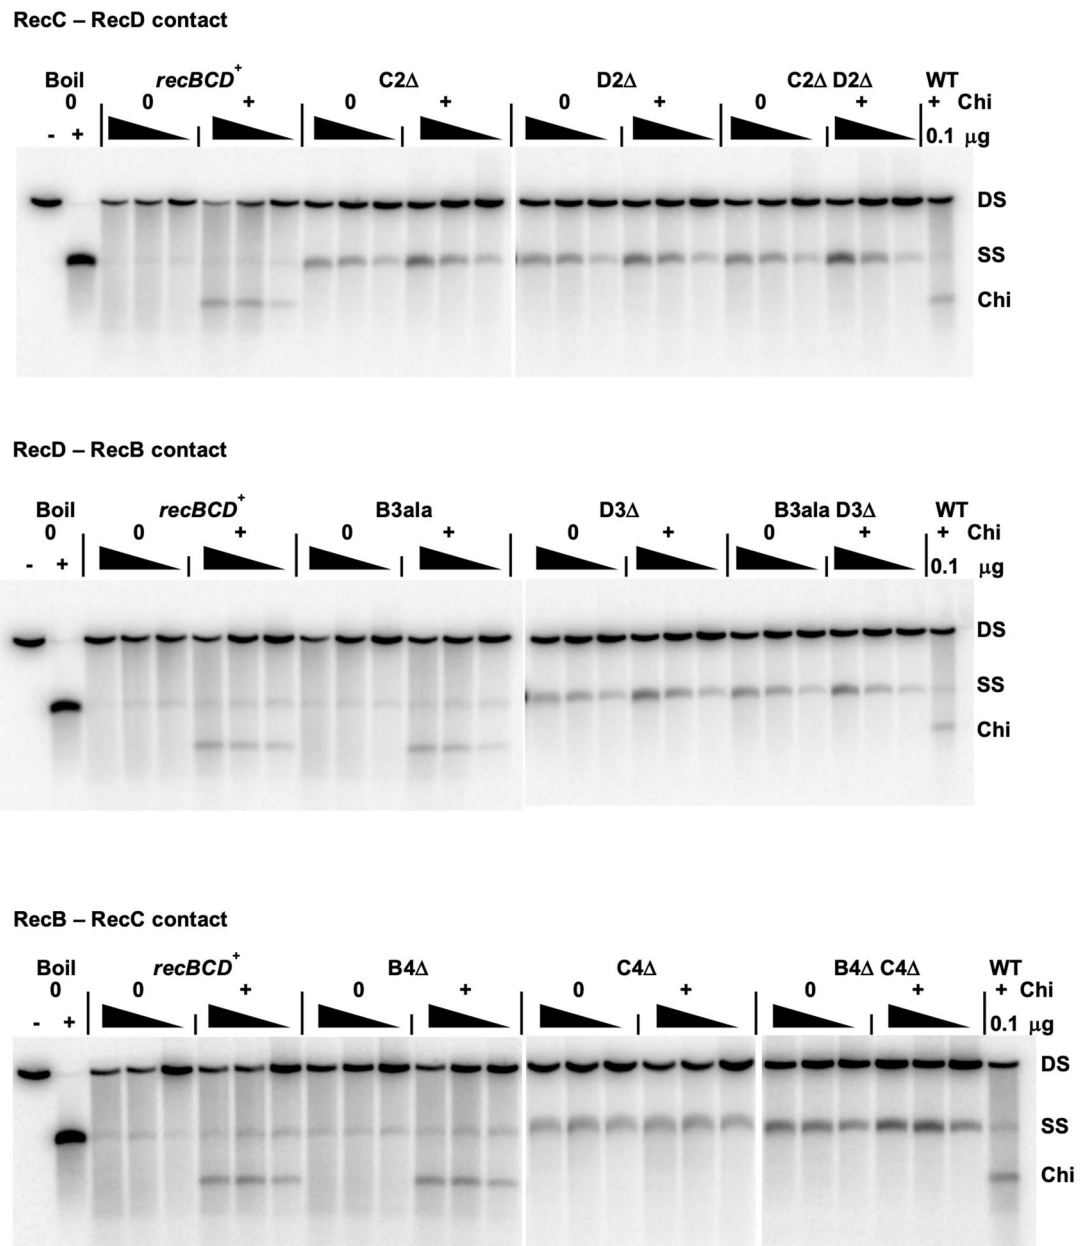 RecC – RecD contact
Boil recBCD+ C2Δ D2Δ C2Δ D2Δ WT
0 0 + 0 + 0 + 0 + + Chi
- + 0.1 μg
DS
SS
Chi
RecD – RecB contact
Boil recBCD+ B3ala D3Δ B3ala D3Δ WT
0 0 + 0 + 0 + 0 + + Chi
- + 0.1 μg
DS
SS
Chi
RecB – RecC contact
Boil recBCD+ B4Δ C4Δ B4Δ C4Δ WT
0 0 + 0 + 0 + 0 + + Chi
- + 0.1 μg
DS
SS
Chi